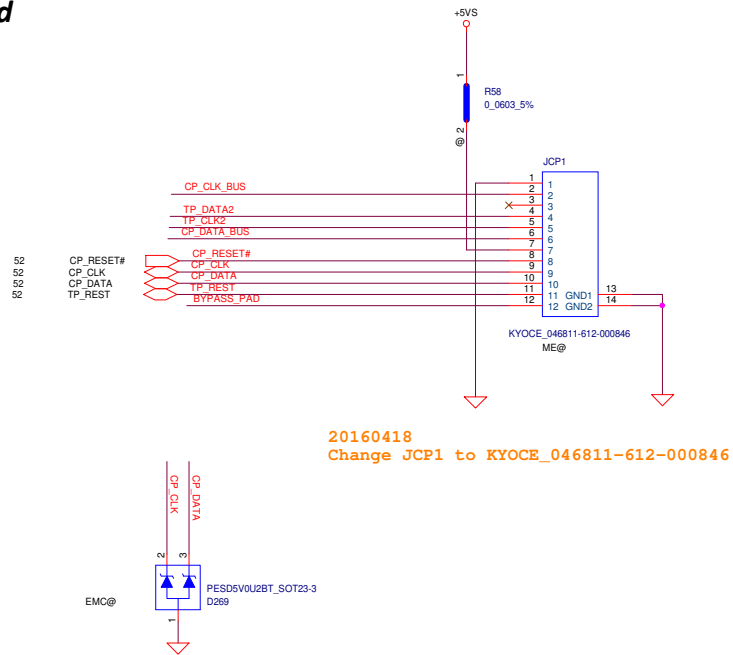 d
+5VS
1
R58
0_0603_5%
2
@
JCP1
1 1
CP_CLK_BUS 2 2
3 3
TP_DATA2 4 4
TP_CLK2 5 5
CP_DATA_BUS 6 6
7 7
52 CP_RESET# CP_RESET# 8 8
52 CP_CLK CP_CLK 9 9
52 CP_DATA CP_DATA 10 10
52 TP_REST TP_REST 11 11 GND1 13
BYPASS_PAD 12 12 GND2 14
KYOCE_046811-612-000846
ME@
20160418
Change JCP1 to KYOCE_046811-612-000846
CP_CLK
CP_DATA
2 3
PESD5V0U2BT_SOT23-3
EMC@ D269
1